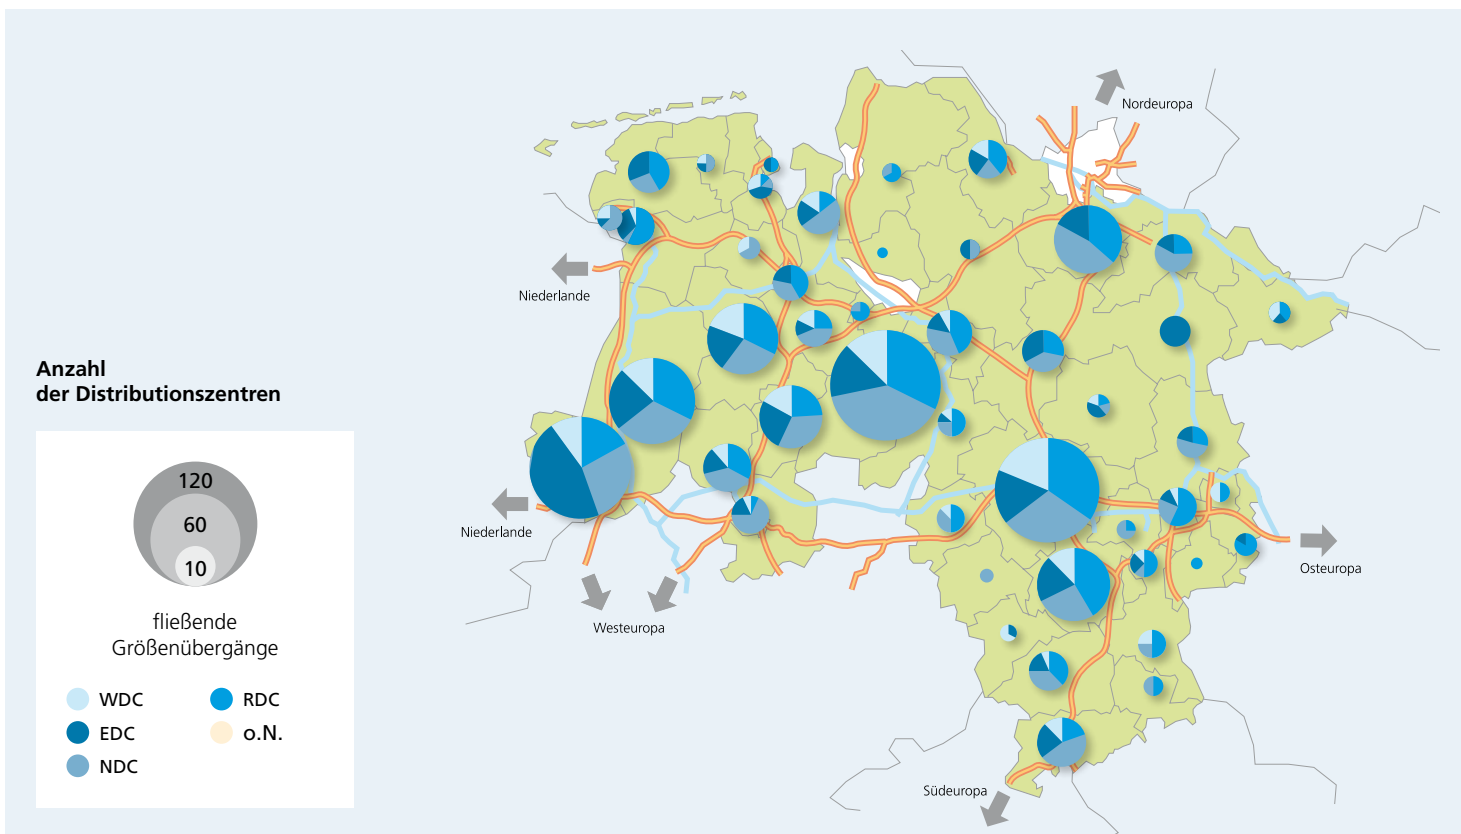 Anzahl
der Distributionszentren
120
60
10
fließende
Größenübergänge
WDC
EDC
NDC
RDC
o.N.
Nordeuropa
Niederlande
Niederlande
Westeuropa
Osteuropa
Südeuropa